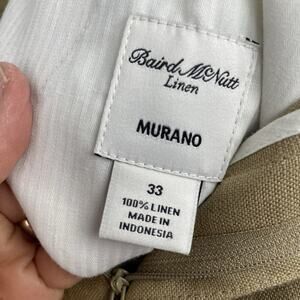 Baird McNutt
Linen
MURANO
33
100% LINEN
MADE IN
INDONESIA